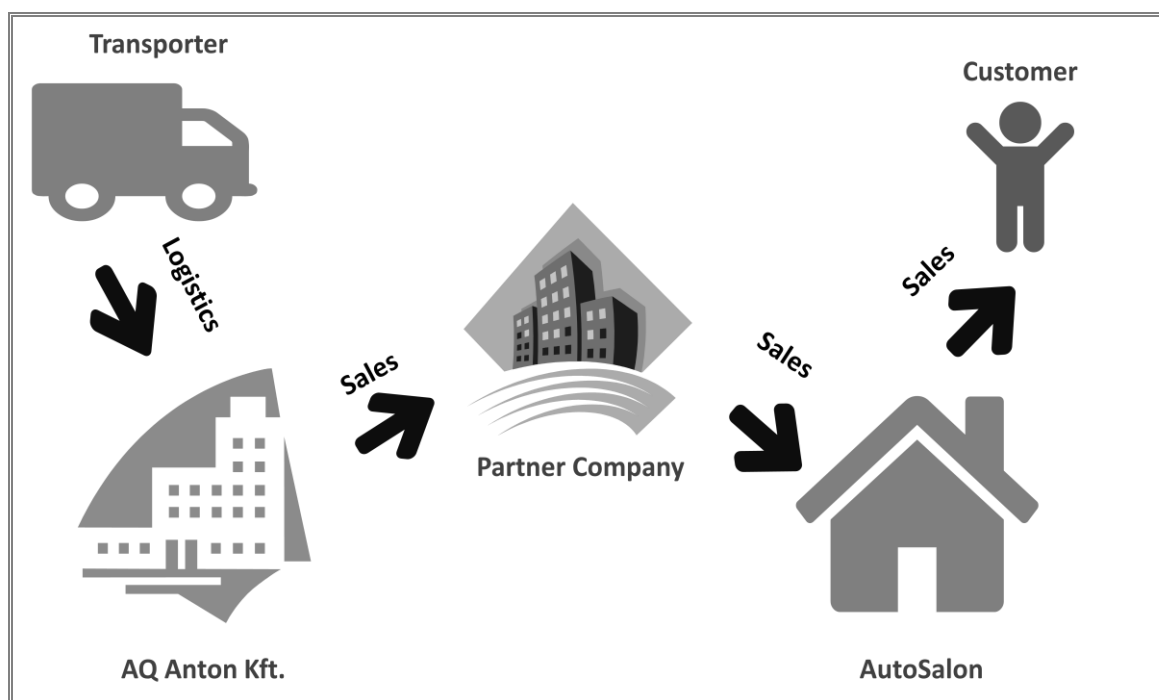 Transporter
Customer
Logistics
Sales
Sales
Sales
Partner Company
AQ Anton Kft.
AutoSalon